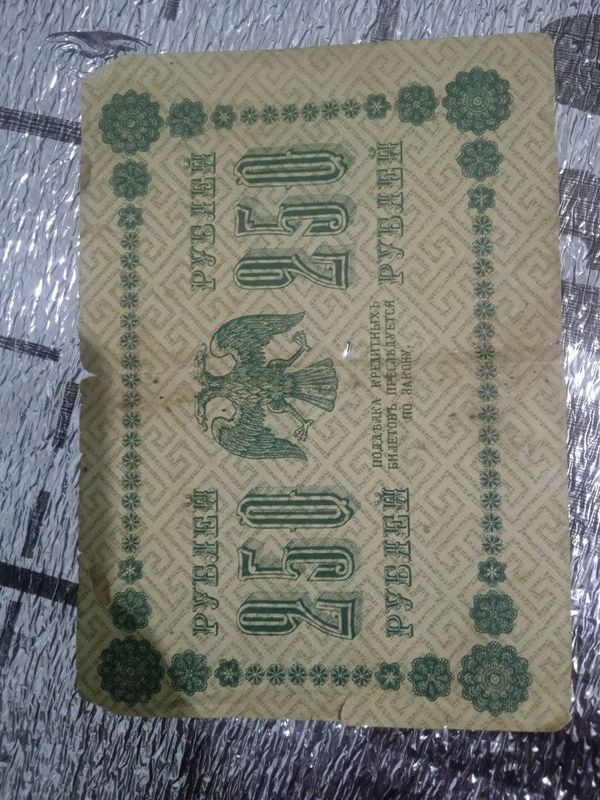 РУБЛЕЙ
РУБЛЕЙ
250
250
РУБЛЕЙ
РУБЛЕЙ
ПОДДѢЛКА КРЕДИТНЫХЪ
БИЛЕТОВЪ ПРЕСЛѢДУЕТСЯ
ПО ЗАКОНУ.